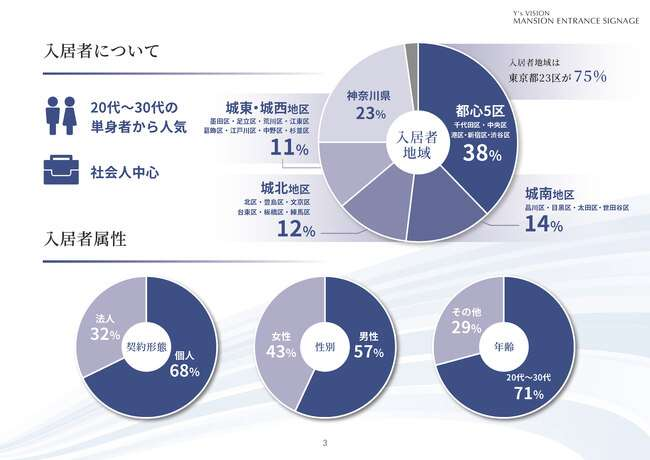 Y's VISION
MANSION ENTRANCE SIGNAGE
入居者について
20代〜30代の
単身者から人気
社会人中心
入居者地域は
東京都23区が75%
入居者
地域
都心5区
千代田区・中央区
港区・新宿区・渋谷区
38%
城南地区
品川区・目黒区・大田区・世田谷区
14%
城北地区
北区・豊島区・文京区
台東区・板橋区・練馬区
12%
城東・城西地区
墨田区・足立区・荒川区・江東区
葛飾区・江戸川区・中野区・杉並区
11%
神奈川県
23%
入居者属性
契約形態
法人
32%
個人
68%
性別
女性
43%
男性
57%
年齢
その他
29%
20代〜30代
71%
3